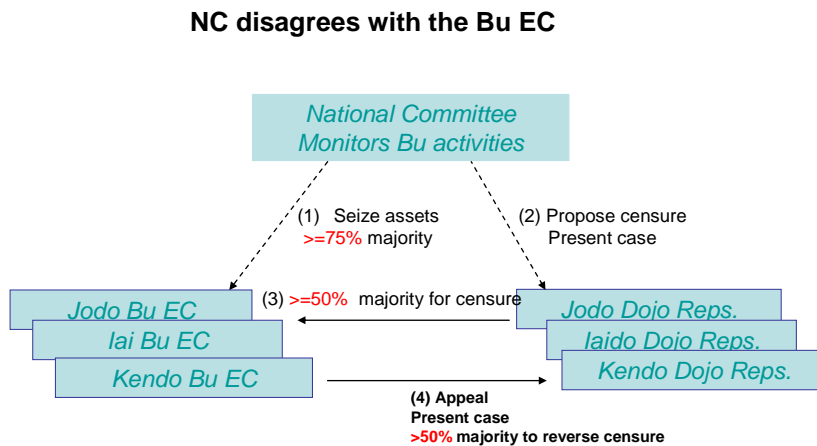 NC disagrees with the Bu EC
National Committee
Monitors Bu activities
(1) Seize assets
>=75% majority
(2) Propose censure
Present case
(3) >=50% majority for censure
Jodo Bu EC
Iai Bu EC
Kendo Bu EC
Jodo Dojo Reps.
Iaido Dojo Reps.
Kendo Dojo Reps.
(4) Appeal
Present case
>50% majority to reverse censure